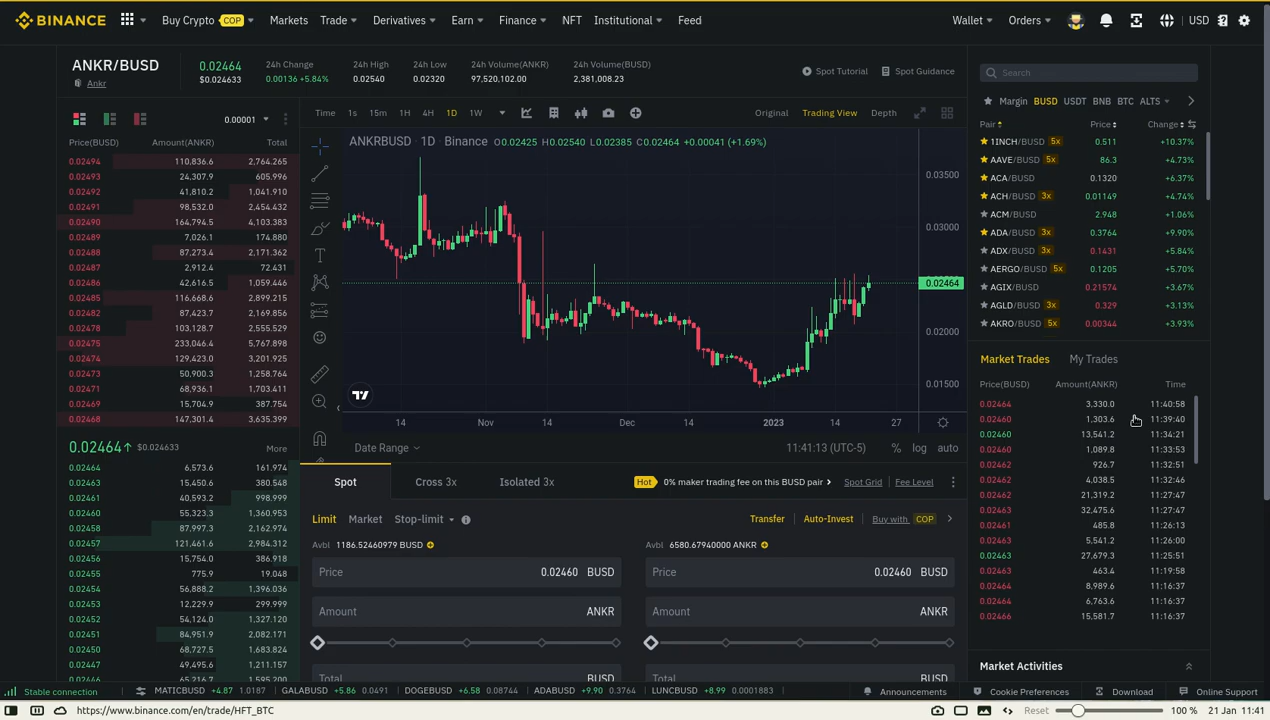 BINANCE Buy Crypto COP Markets Trade Derivatives Earn Finance NFT Institutional Feed Wallet Orders USD
ANKR/BUSD
Ankr
0.02464
$0.024633
24h Change
0.00136 +5.84%
24h High
0.02540
24h Low
0.02320
24h Volume(ANKR)
97,520,102.00
24h Volume(BUSD)
2,381,008.23
Spot Tutorial Spot Guidance
0.00001
Price(BUSD) Amount(ANKR) Total
0.02494 110,836.6 2,764.265
0.02493 24,307.9 605.996
0.02492 41,810.2 1,041.910
0.02491 98,532.0 2,454.432
0.02490 164,794.5 4,103.383
0.02489 7,026.1 174.880
0.02488 87,273.4 2,171.362
0.02487 2,912.4 72.431
0.02486 42,616.5 1,059.446
0.02485 116,668.6 2,899.215
0.02482 87,423.7 2,169.856
0.02478 103,128.7 2,555.529
0.02475 233,046.4 5,767.898
0.02474 129,423.0 3,201.925
0.02473 50,900.3 1,258.764
0.02471 68,936.1 1,703.411
0.02469 15,704.9 387.754
0.02468 147,301.4 3,635.399
0.02464 $0.024633 More
0.02464 6,573.6 161.974
0.02463 15,450.6 380.548
0.02461 40,593.2 998.999
0.02460 55,323.3 1,360.953
0.02458 87,997.3 2,162.974
0.02457 121,461.6 2,984.312
0.02456 15,754.0 386.918
0.02455 775.9 19.048
0.02454 56,888.2 1,396.036
0.02453 12,229.9 299.999
0.02452 54,124.0 1,327.120
0.02451 84,951.9 2,082.171
0.02450 68,727.5 1,683.824
0.02447 49,495.6 1,211.157
0.02446 65,216.7 1,595.200
Time 1s 15m 1H 4H 1D 1W Original Trading View Depth
ANKRBUSD · 1D · Binance O0.02425 H0.02540 L0.02385 C0.02464 +0.00041 (+1.69%)
0.03500
0.03000
0.02464
0.02000
0.01500
14 Nov 14 Dec 14 2023 14 27
Date Range 11:41:13 (UTC-5) % log auto
Spot Cross 3x Isolated 3x Hot 0% maker trading fee on this BUSD pair Spot Grid Fee Level
Limit Market Stop-limit Transfer Auto-Invest Buy with COP
Avbl 1186.52460979 BUSD
Price 0.02460 BUSD
Amount ANKR
Total BUSD
Avbl 6580.67940000 ANKR
Price 0.02460 BUSD
Amount ANKR
Total BUSD
Search
Margin BUSD USDT BNB BTC ALTS
Pair Price Change
1INCH/BUSD 5x 0.511 +10.37%
AAVE/BUSD 5x 86.3 +4.73%
ACA/BUSD 0.1320 +6.37%
ACH/BUSD 3x 0.01149 +4.74%
ACM/BUSD 2.948 +1.06%
ADA/BUSD 3x 0.3764 +9.90%
ADX/BUSD 3x 0.1431 +5.84%
AERGO/BUSD 5x 0.1205 +5.70%
AGIX/BUSD 0.21574 +3.67%
AGLD/BUSD 3x 0.329 +3.13%
AKRO/BUSD 5x 0.00344 +3.93%
Market Trades My Trades
Price(BUSD) Amount(ANKR) Time
0.02464 3,330.0 11:40:58
0.02460 1,303.6 11:39:40
0.02460 13,541.2 11:34:21
0.02460 1,089.8 11:33:53
0.02462 926.7 11:32:51
0.02462 4,038.5 11:32:46
0.02462 21,319.2 11:27:47
0.02463 32,475.6 11:27:47
0.02461 485.8 11:26:13
0.02463 5,541.2 11:26:00
0.02463 27,679.3 11:25:51
0.02463 463.4 11:19:58
0.02464 8,989.6 11:16:37
0.02464 6,763.6 11:16:37
0.02466 15,581.7 11:16:37
Market Activities
Stable connection MATICBUSD +4.87 1.0187 GALABUSD +5.86 0.0491 DOGEBUSD +6.58 0.08744 ADABUSD +9.90 0.3764 LUNCBUSD +8.99 0.0001883 Announcements Cookie Preferences Download Online Support
https://www.binance.com/en/trade/HFT_BTC Reset 100 % 21 Jan 11:41